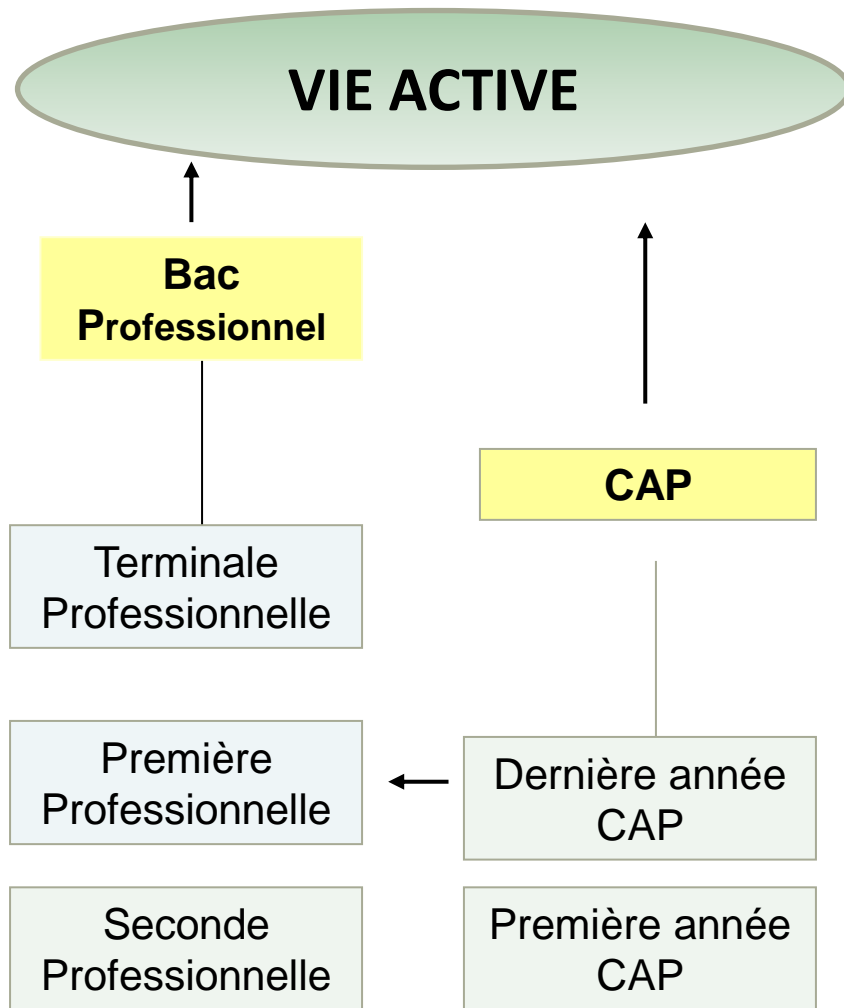 VIE ACTIVE
Bac
Professionnel
CAP
Terminale
Professionnelle
Première
Professionnelle
Dernière année
CAP
Seconde
Professionnelle
Première année
CAP